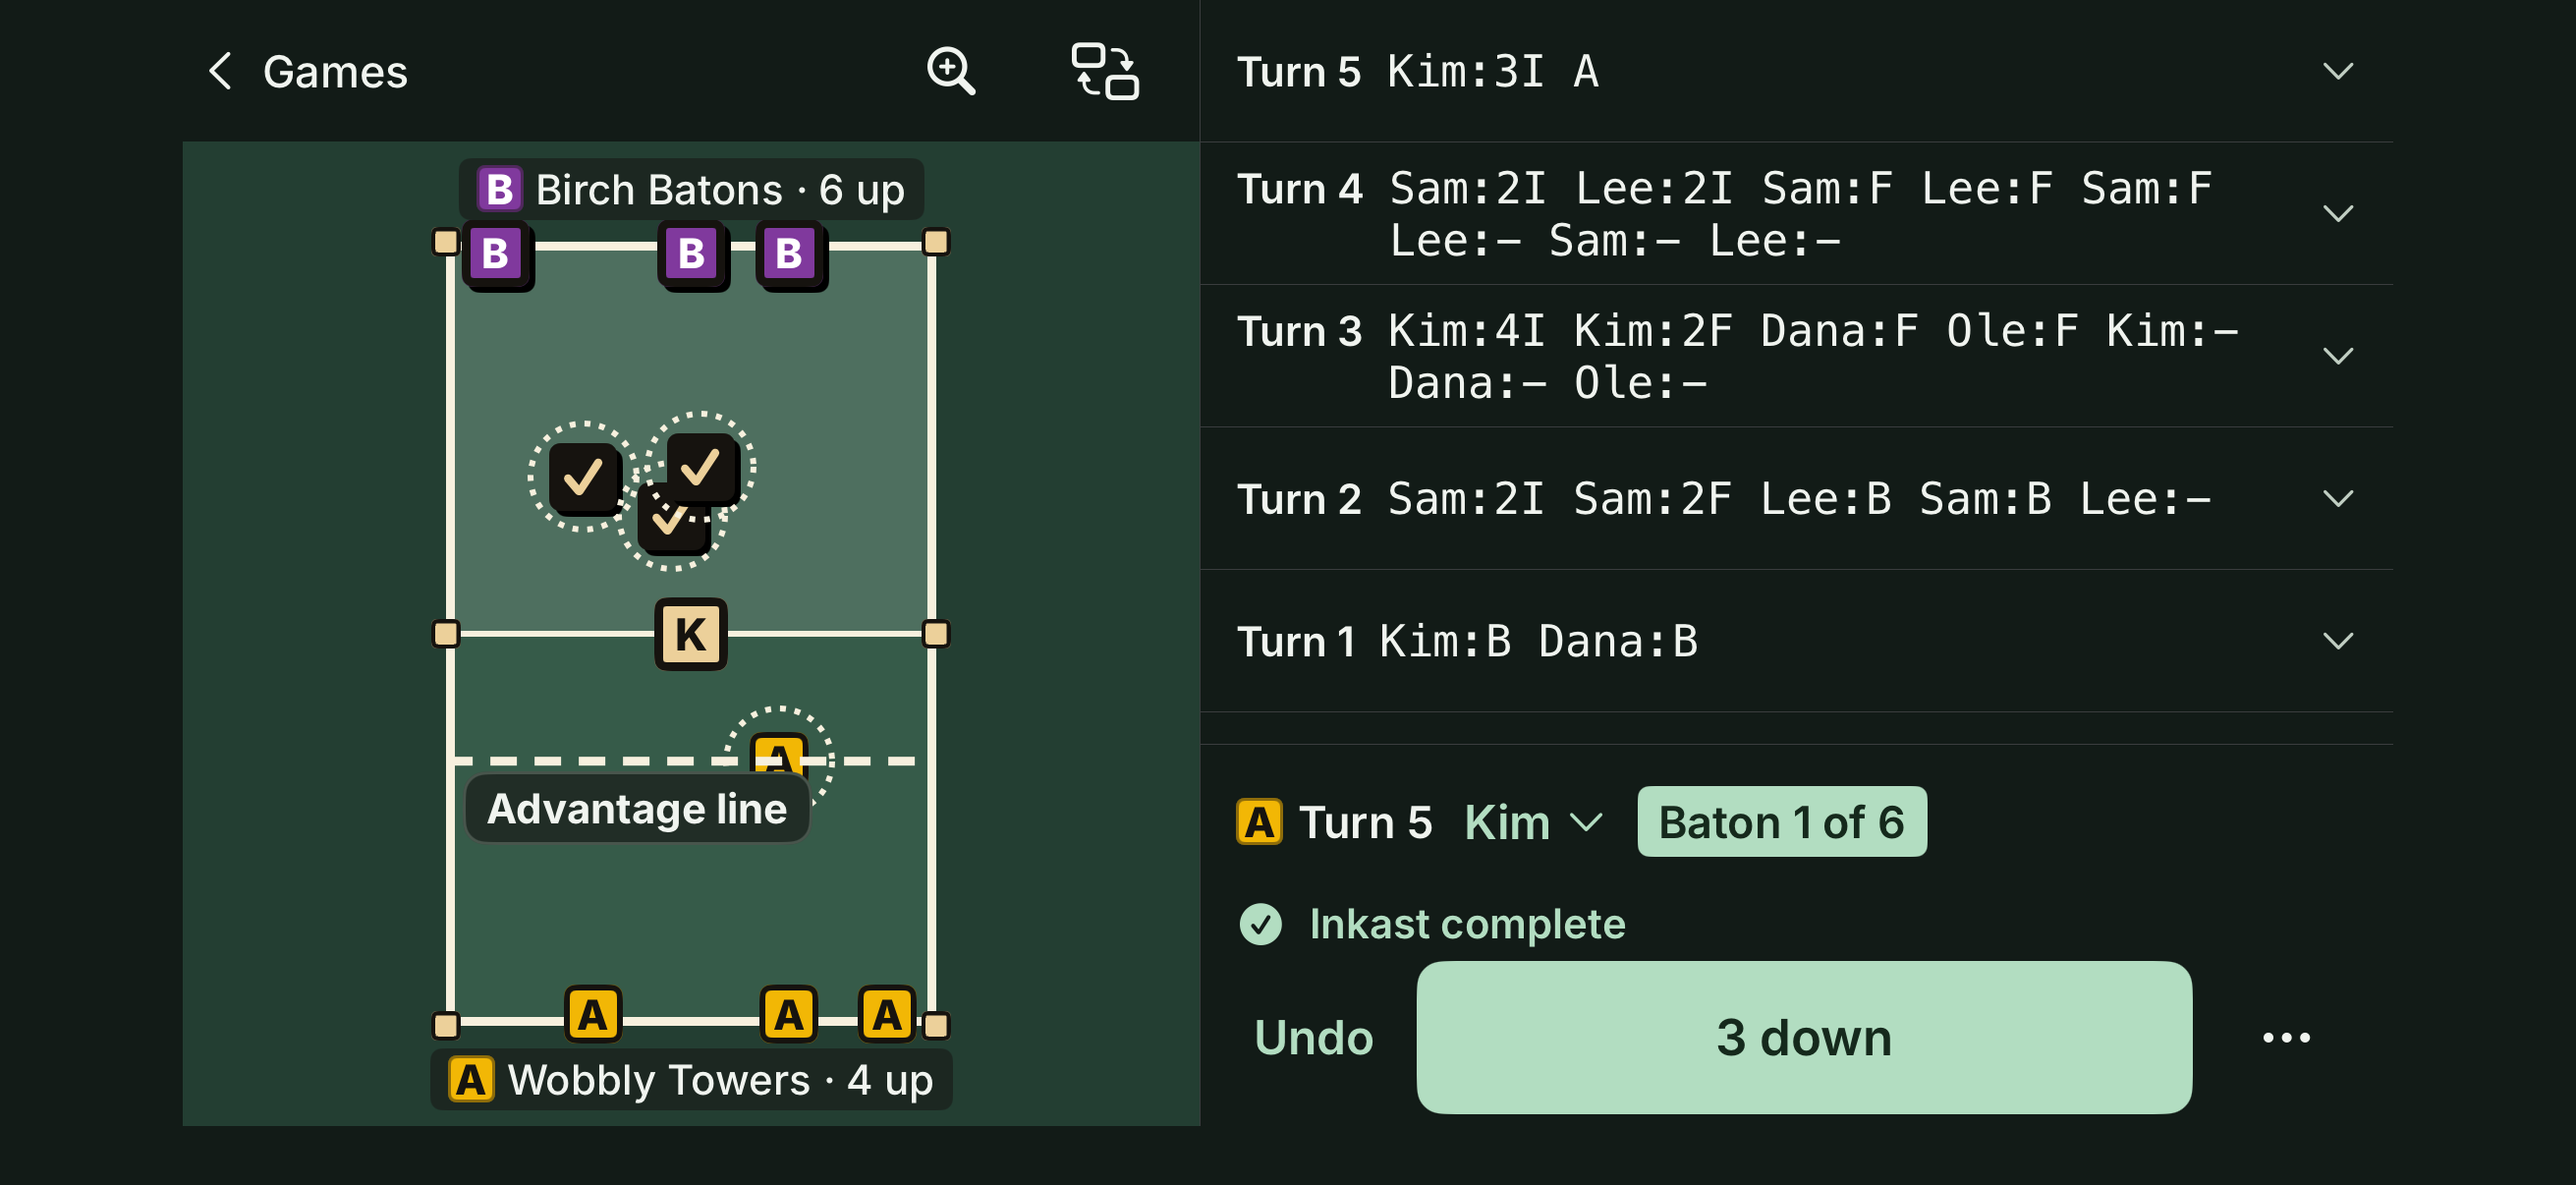 Games
B Birch Batons · 6 up
B B B
K
A
Advantage line
A A A
A Wobbly Towers · 4 up
Turn 5 Kim:3I A
Turn 4 Sam:2I Lee:2I Sam:F Lee:F Sam:F
Lee:– Sam:– Lee:–
Turn 3 Kim:4I Kim:2F Dana:F Ole:F Kim:–
Dana:– Ole:–
Turn 2 Sam:2I Sam:2F Lee:B Sam:B Lee:–
Turn 1 Kim:B Dana:B
A Turn 5 Kim Baton 1 of 6
Inkast complete
Undo 3 down